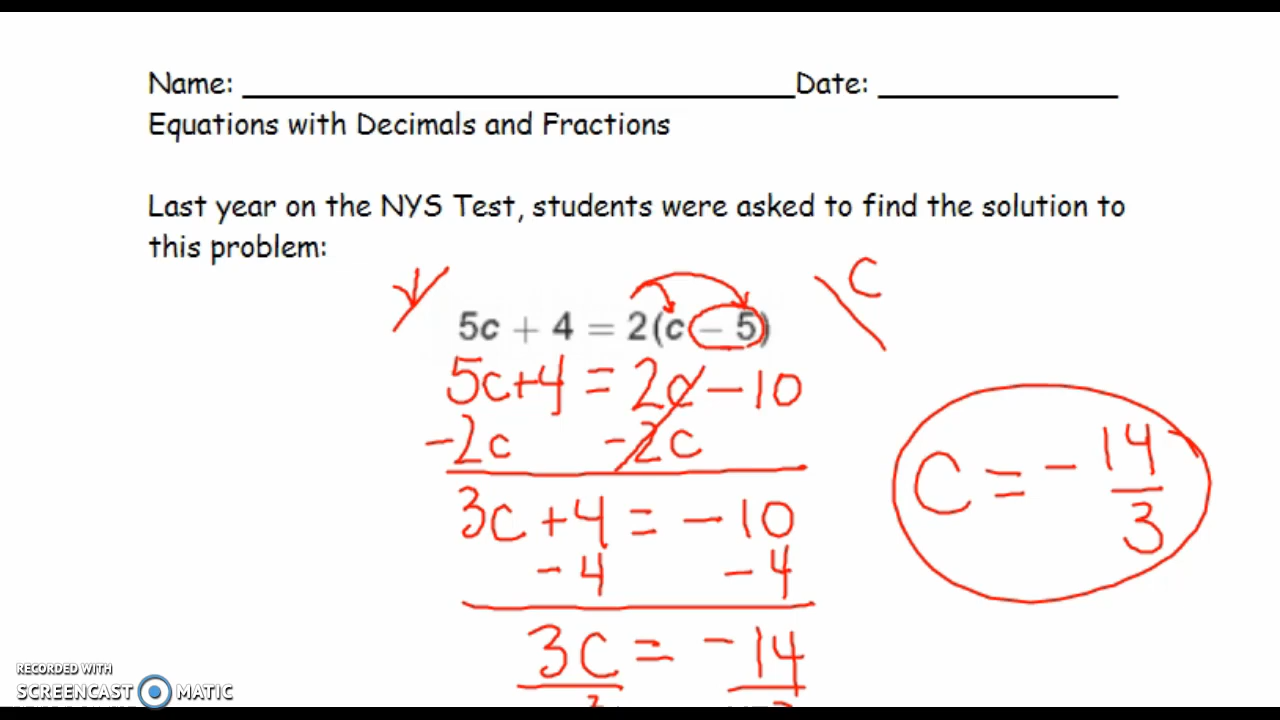 Name: ________________ Date: ________
Equations with Decimals and Fractions
Last year on the NYS Test, students were asked to find the solution to
this problem:
C
5c + 4 = 2(c – 5)
5c+4 = 2c – 10
-2c -2c
3c + 4 = -10
-4 -4
3c = -14
C = - 14/3
RECORDED WITH
SCREENCAST MATIC